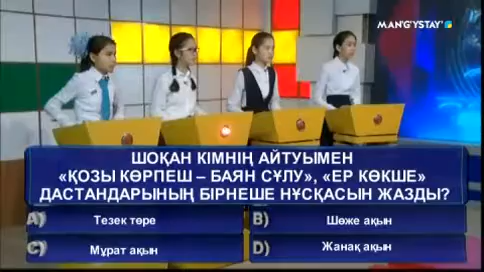 MANGYSTAY
ШОҚАН КІМНІҢ АЙТУЫМЕН
«ҚОЗЫ КӨРПЕШ – БАЯН СҰЛУ», «ЕР КӨКШЕ»
ДАСТАНДАРЫНЫҢ БІРНЕШЕ НҰСҚАСЫН ЖАЗДЫ?
A) Тезек төре
B) Шөже ақын
C) Мұрат ақын
D) Жанақ ақын